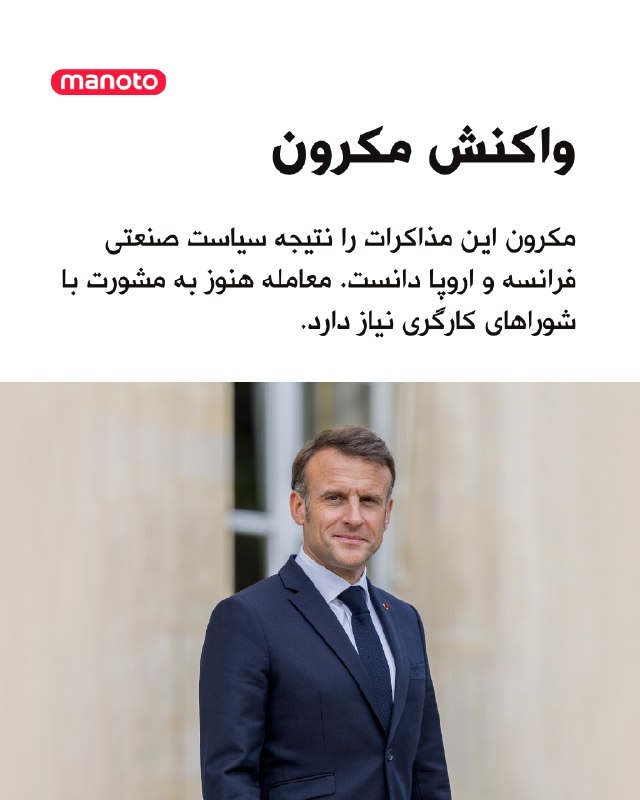 manoto
واکنش مکرون
مکرون این مذاکرات را نتیجه سیاست صنعتی
فرانسه و اروپا دانست. معامله هنوز به مشورت با
شوراهای کارگری نیاز دارد.